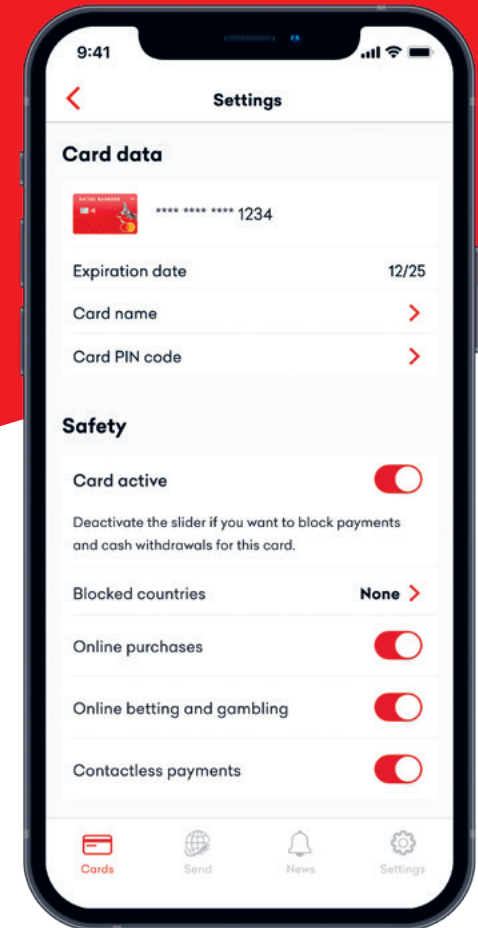 9:41
Settings
Card data
SWISS BANKERS
**** **** **** 1234
Expiration date 12/25
Card name
Card PIN code
Safety
Card active
Deactivate the slider if you want to block payments
and cash withdrawals for this card.
Blocked countries None
Online purchases
Online betting and gambling
Contactless payments
Cards Send News Settings